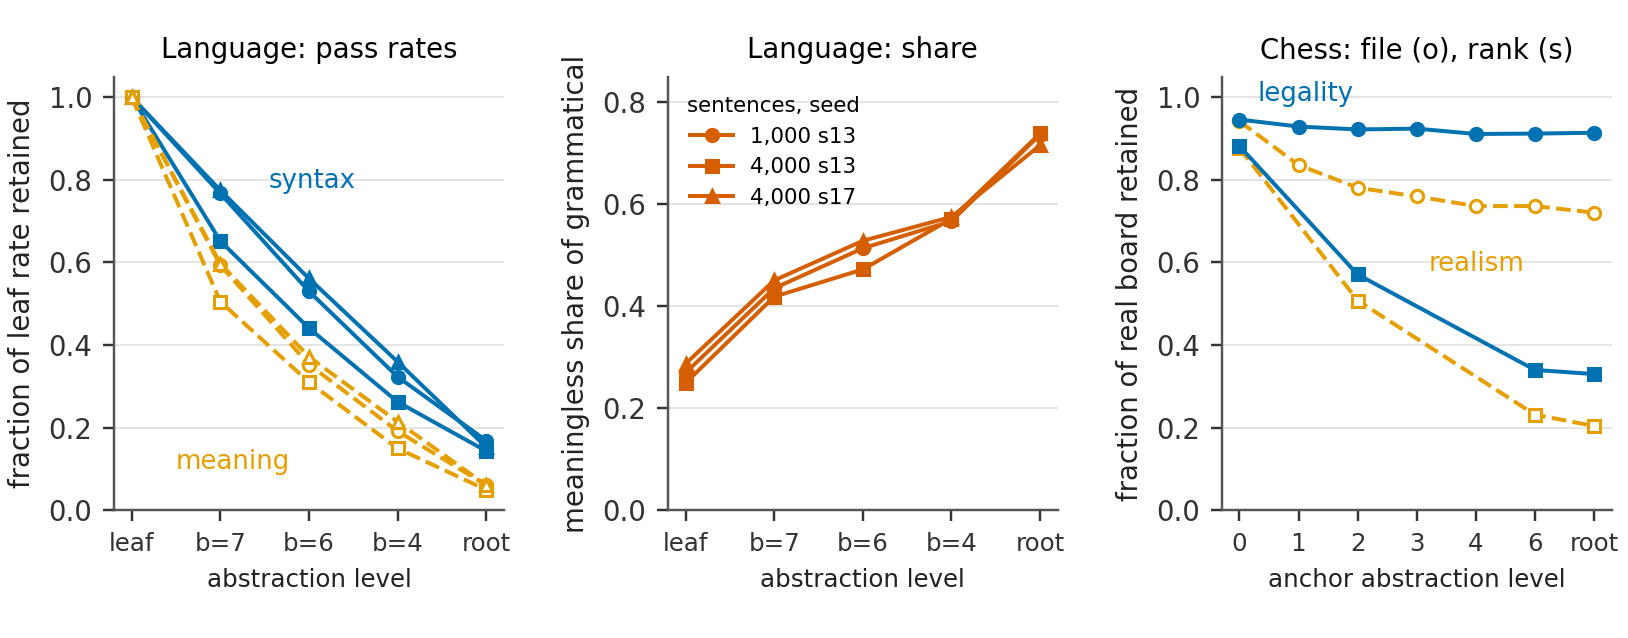 Language: pass rates
fraction of leaf rate retained
1.0
0.8
0.6
0.4
0.2
0.0
syntax
meaning
leaf
b=7
b=6
b=4
root
abstraction level
Language: share
meaningless share of grammatical
0.8
0.6
0.4
0.2
0.0
sentences, seed
1,000 s13
4,000 s13
4,000 s17
leaf
b=7
b=6
b=4
root
abstraction level
Chess: file (o), rank (s)
fraction of real board retained
1.0
0.8
0.6
0.4
0.2
0.0
legality
realism
0
1
2
3
4
6
root
anchor abstraction level